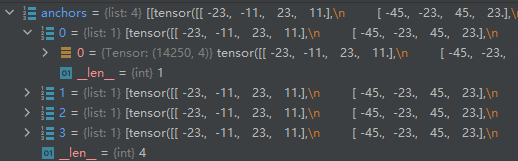 anchors = {list: 4} [[tensor([[ -23., -11., 23., 11.],\n [ -45., -23., 45., 23.],\n
0 = {list: 1} [tensor([[ -23., -11., 23., 11.],\n [ -45., -23., 45., 23.],\n
0 = {Tensor: (14250, 4)} tensor([[ -23., -11., 23., 11.],\n [ -45., -23.,
01 __len__ = {int} 1
1 = {list: 1} [tensor([[ -23., -11., 23., 11.],\n [ -45., -23., 45., 23.],\n
2 = {list: 1} [tensor([[ -23., -11., 23., 11.],\n [ -45., -23., 45., 23.],\n
3 = {list: 1} [tensor([[ -23., -11., 23., 11.],\n [ -45., -23., 45., 23.],\n
01 __len__ = {int} 4